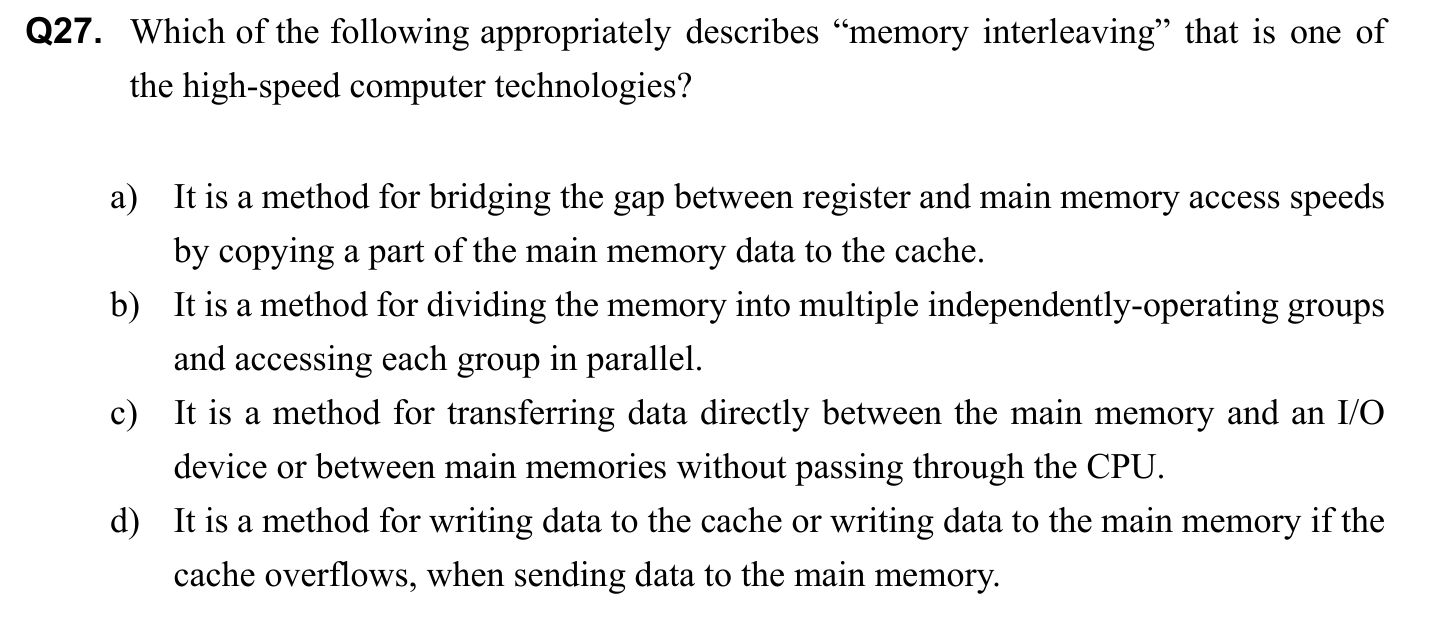 Q27. Which of the following appropriately describes “memory interleaving” that is one of
the high-speed computer technologies?
a) It is a method for bridging the gap between register and main memory access speeds
by copying a part of the main memory data to the cache.
b) It is a method for dividing the memory into multiple independently-operating groups
and accessing each group in parallel.
c) It is a method for transferring data directly between the main memory and an I/O
device or between main memories without passing through the CPU.
d) It is a method for writing data to the cache or writing data to the main memory if the
cache overflows, when sending data to the main memory.